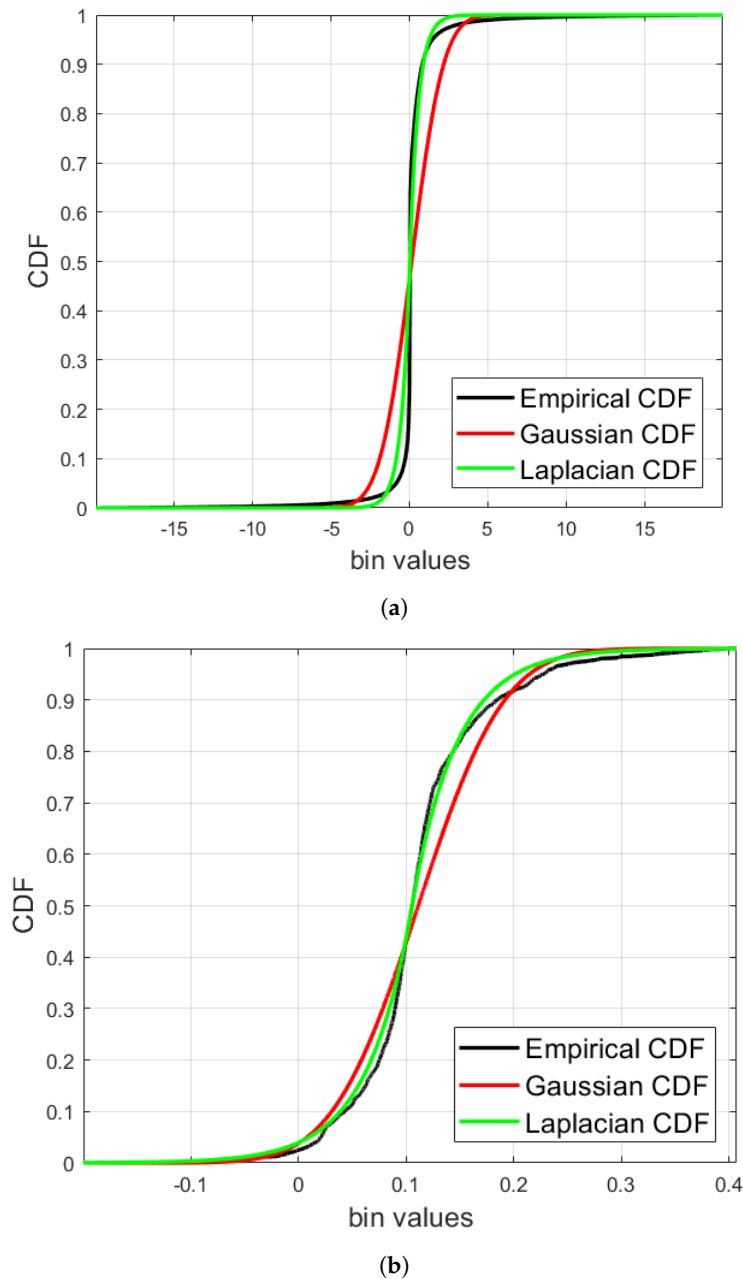 1
0.9
0.8
0.7
0.6
0.5
0.4
0.3
0.2
0.1
0
CDF
Empirical CDF
Gaussian CDF
Laplacian CDF
-15 -10 -5 0 5 10 15
bin values
(a)
1
0.9
0.8
0.7
0.6
0.5
0.4
0.3
0.2
0.1
0
CDF
Empirical CDF
Gaussian CDF
Laplacian CDF
-0.1 0 0.1 0.2 0.3 0.4
bin values
(b)